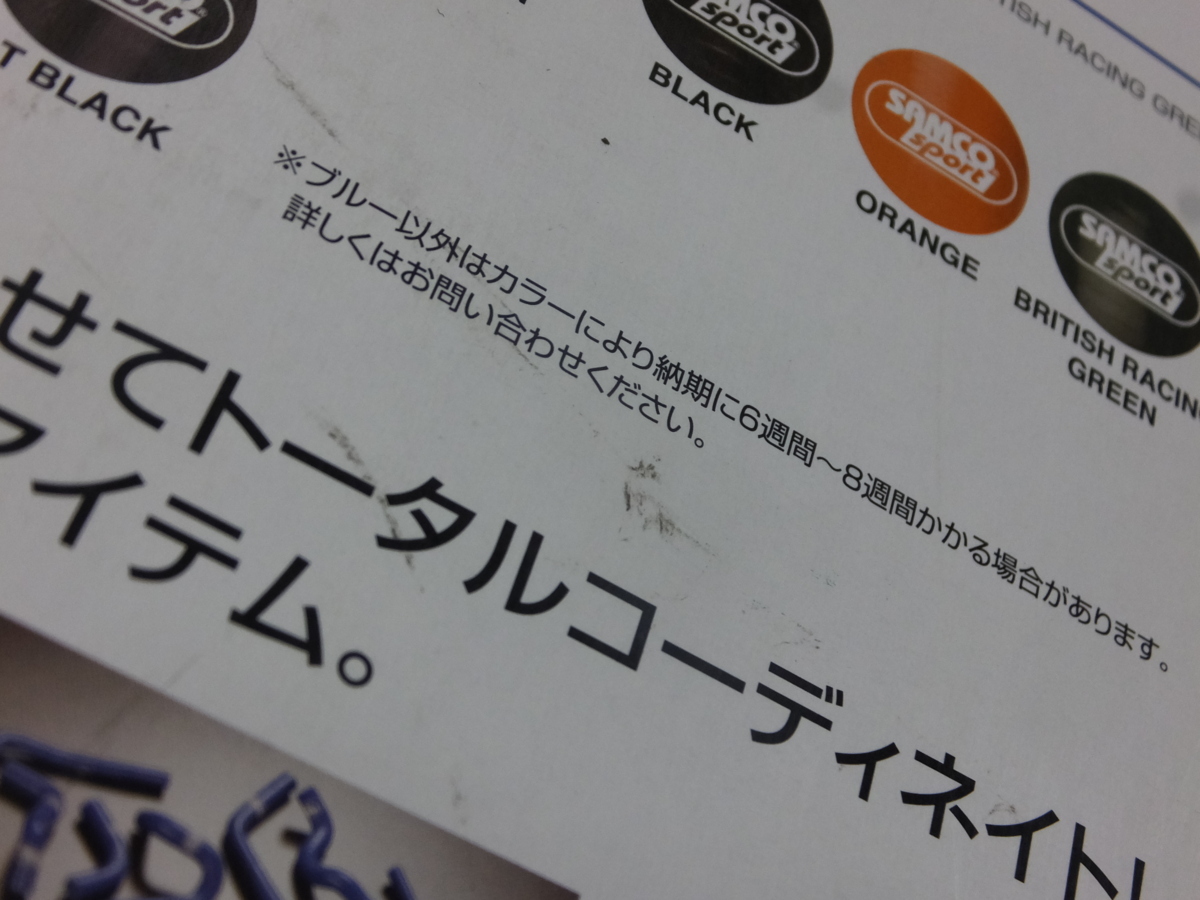 sport
T BLACK
SAMCO
sport
BLACK
SAMCO
sport
ORANGE
SAMCO
sport
BRITISH RACIN
GREEN
TISH RACING GRE
※ブルー以外はカラーにより納期に6週間～8週間かかる場合があります。
詳しくはお問い合わせください。
せてトータルコーディネイト
イテム。